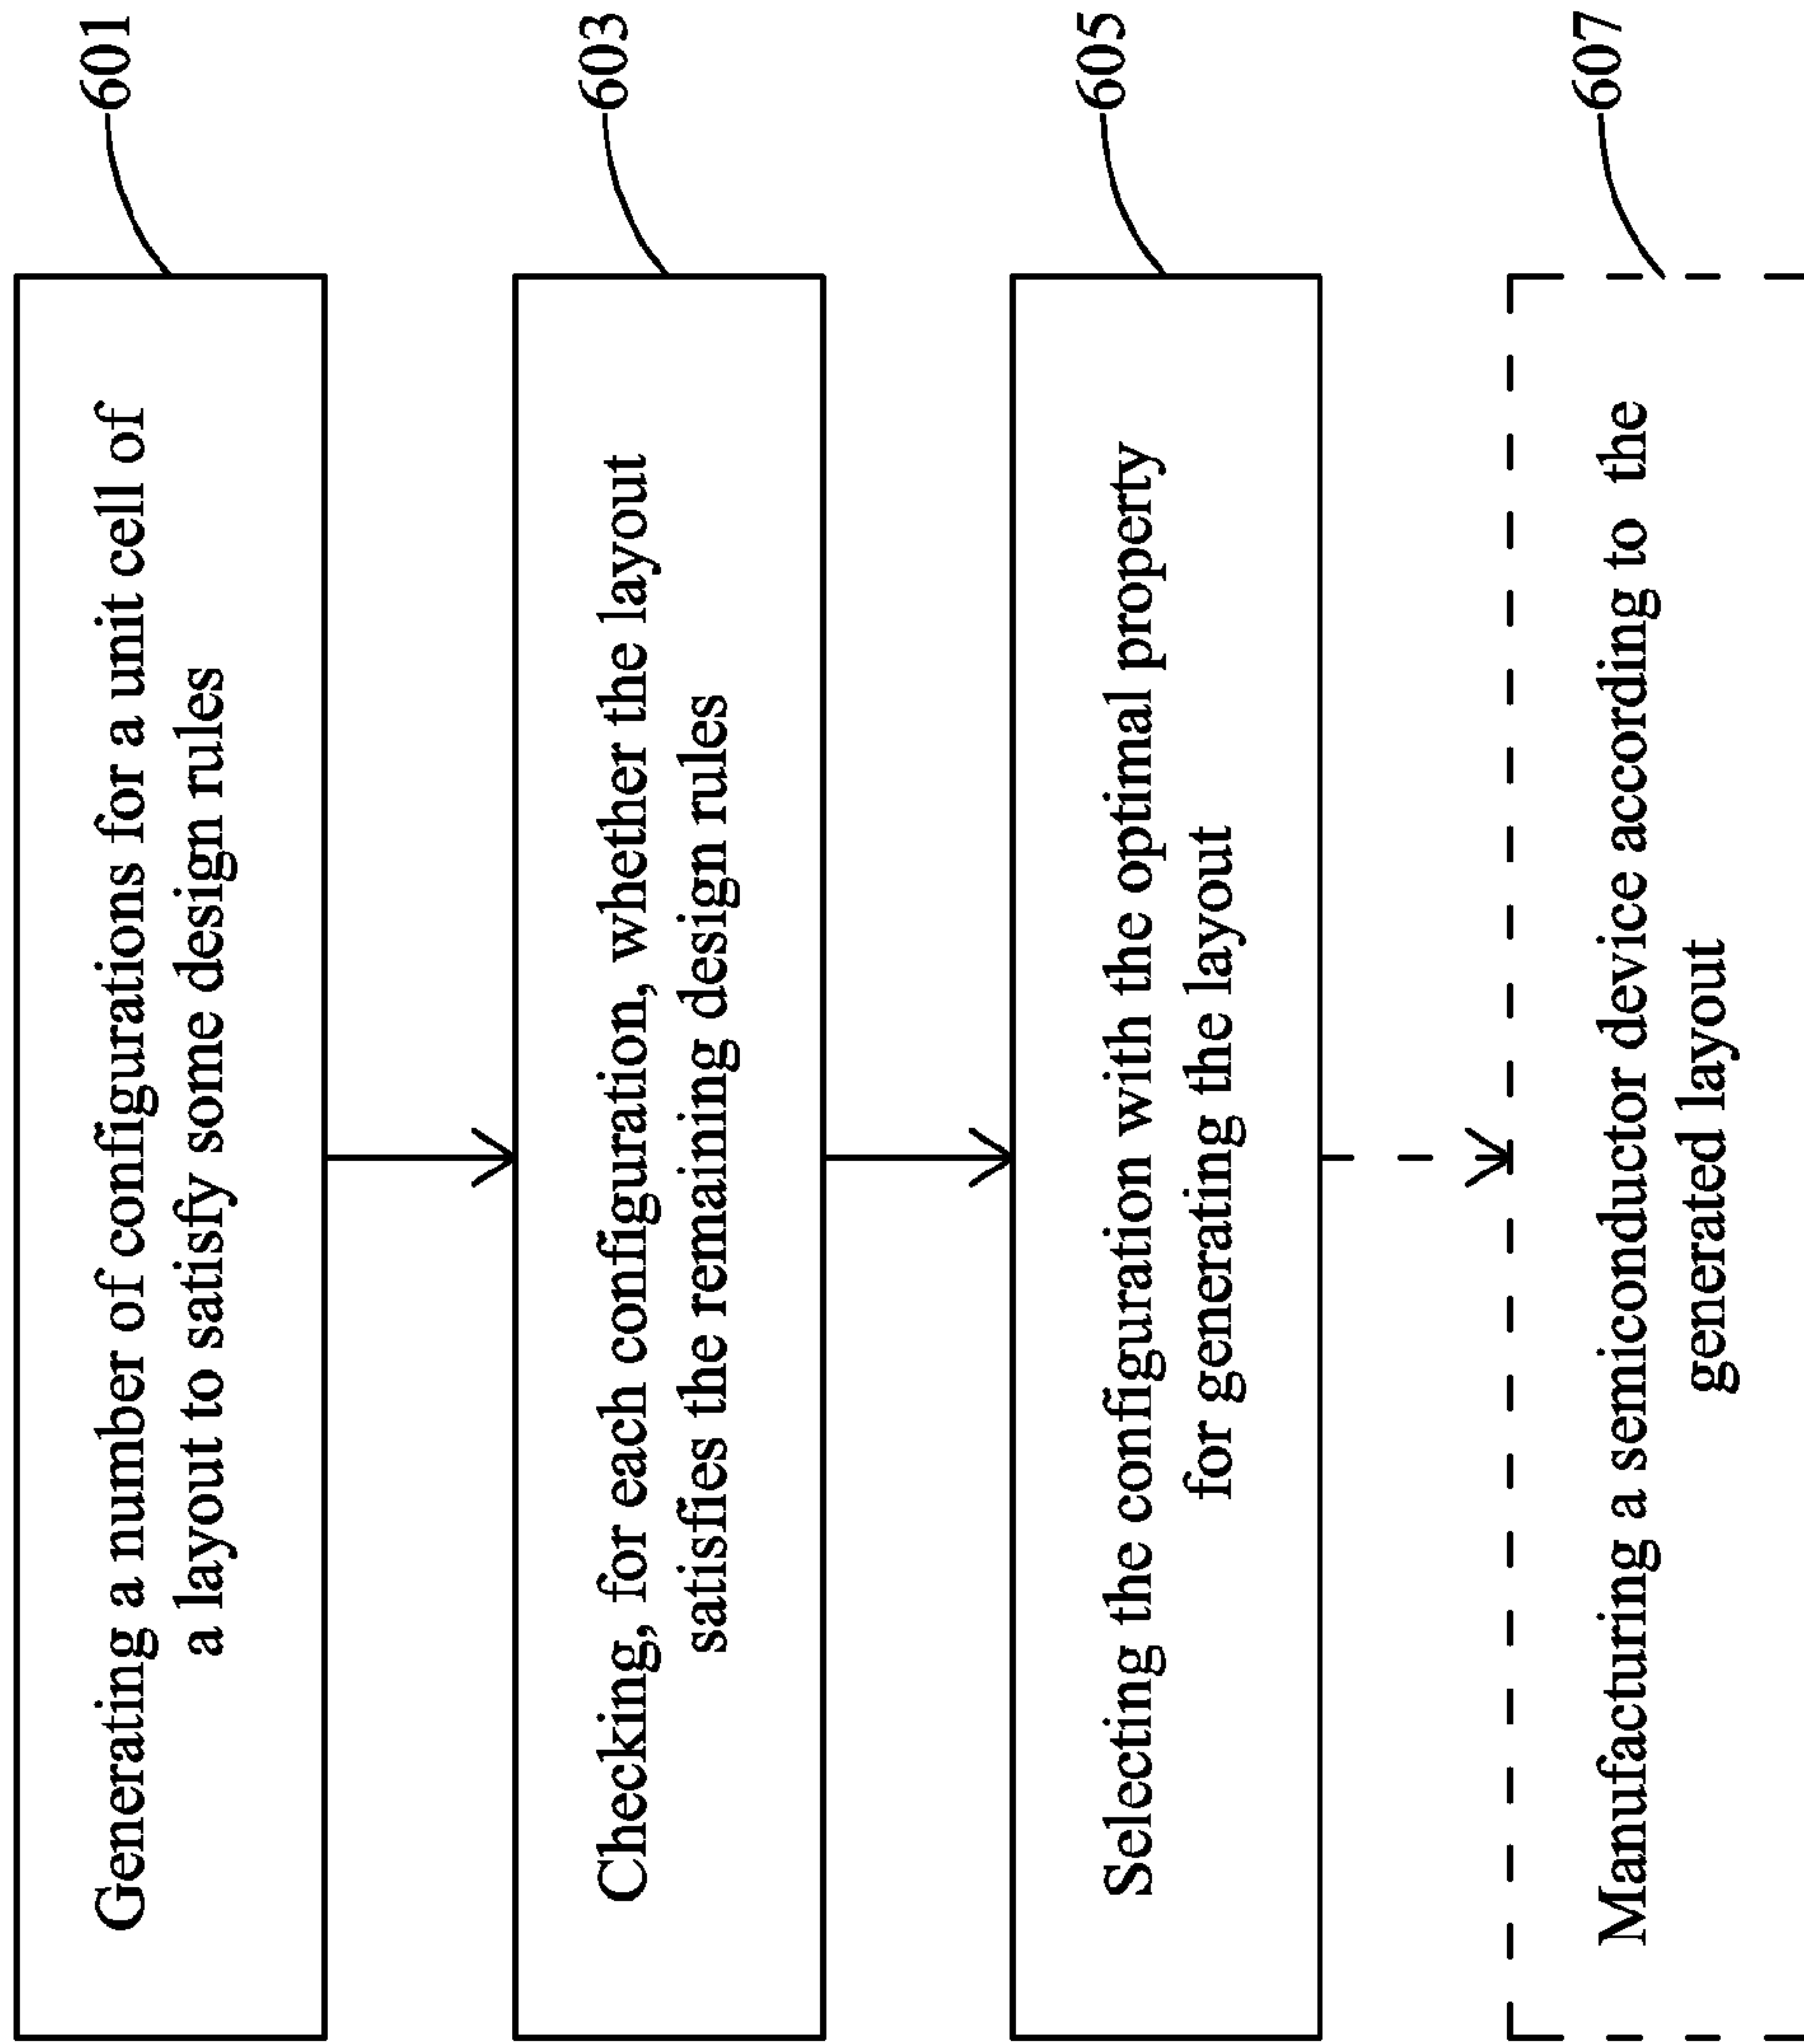 Generating a number of configurations for a unit cell of
a layout to satisfy some design rules
601
Checking, for each configuration, whether the layout
satisfies the remaining design rules
603
Selecting the configuration with the optimal property
for generating the layout
605
Manufacturing a semiconductor device according to the
generated layout
607